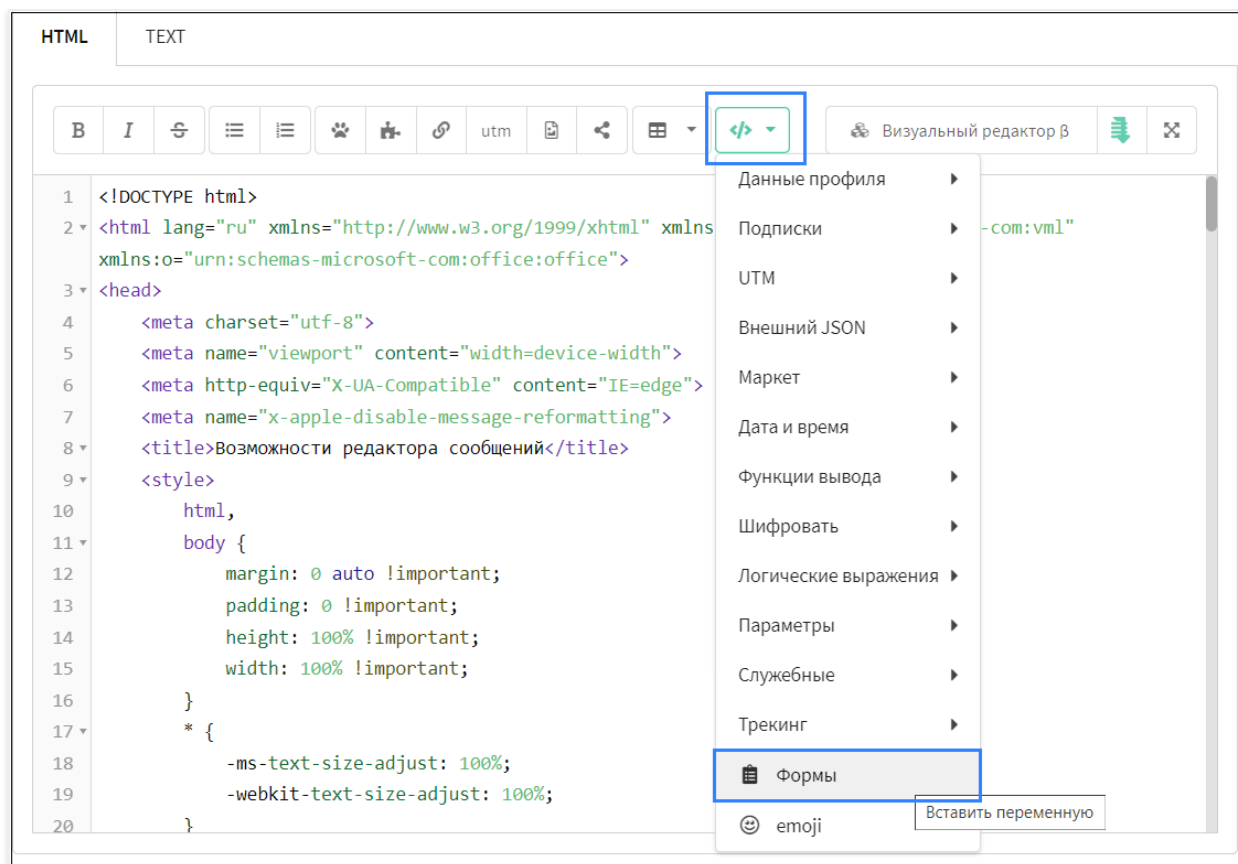 HTML TEXT
B I S utm </> Визуальный редактор β
1 <!DOCTYPE html>
2 <html lang="ru" xmlns="http://www.w3.org/1999/xhtml" xmlns -com:vml"
xmlns:o="urn:schemas-microsoft-com:office:office">
3 <head>
4 <meta charset="utf-8">
5 <meta name="viewport" content="width=device-width">
6 <meta http-equiv="X-UA-Compatible" content="IE=edge">
7 <meta name="x-apple-disable-message-reformatting">
8 <title>Возможности редактора сообщений</title>
9 <style>
10 html,
11 body {
12 margin: 0 auto !important;
13 padding: 0 !important;
14 height: 100% !important;
15 width: 100% !important;
16 }
17 * {
18 -ms-text-size-adjust: 100%;
19 -webkit-text-size-adjust: 100%;
20 }
Данные профиля
Подписки
UTM
Внешний JSON
Маркет
Дата и время
Функции вывода
Шифровать
Логические выражения
Параметры
Служебные
Трекинг
Формы
Вставить переменную
emoji